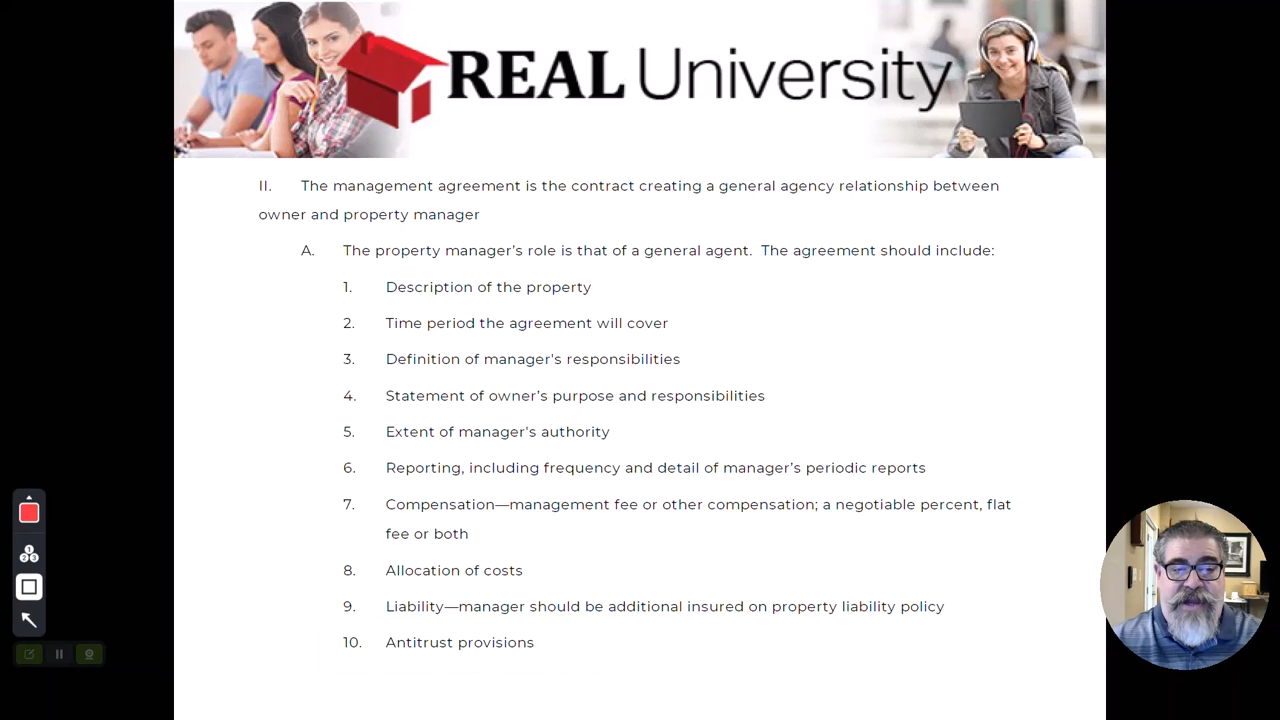 REAL University
II. The management agreement is the contract creating a general agency relationship between
owner and property manager
A. The property manager’s role is that of a general agent.  The agreement should include:
1. Description of the property
2. Time period the agreement will cover
3. Definition of manager's responsibilities
4. Statement of owner’s purpose and responsibilities
5. Extent of manager's authority
6. Reporting, including frequency and detail of manager’s periodic reports
7. Compensation—management fee or other compensation; a negotiable percent, flat
fee or both
8. Allocation of costs
9. Liability—manager should be additional insured on property liability policy
10. Antitrust provisions